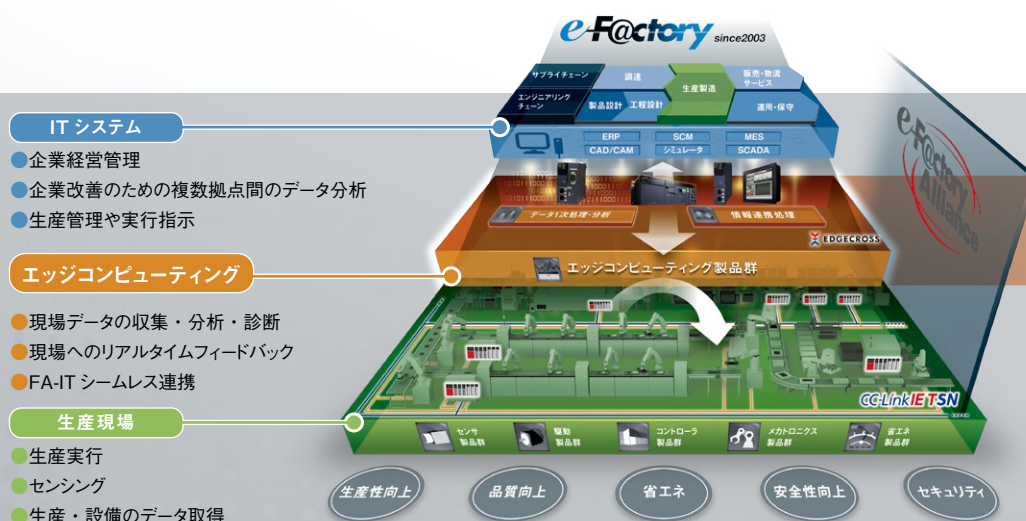 e-F@ctory since2003
サプライチェーン
調達
生産製造
販売・物流
サービス
エンジニアリング
チェーン
製品設計
工程設計
運用・保守
ITシステム
ERP
SCM
MES
CAD/CAM
シミュレータ
SCADA
●企業経営管理
●企業改善のための複数拠点間のデータ分析
●生産管理や実行指示
e-F@ctory
Alliance
データ1次処理・分析
情報連携処理
EDGECROSS
エッジコンピューティング
エッジコンピューティング製品群
●現場データの収集・分析・診断
●現場へのリアルタイムフィードバック
●FA-ITシームレス連携
CC-Link IE TSN
生産現場
センサ
製品群
駆動
製品群
コントローラ
製品群
メカトロニクス
製品群
省エネ
製品群
●生産実行
●センシング
●生産・設備のデータ取得
生産性向上
品質向上
省エネ
安全性向上
セキュリティ